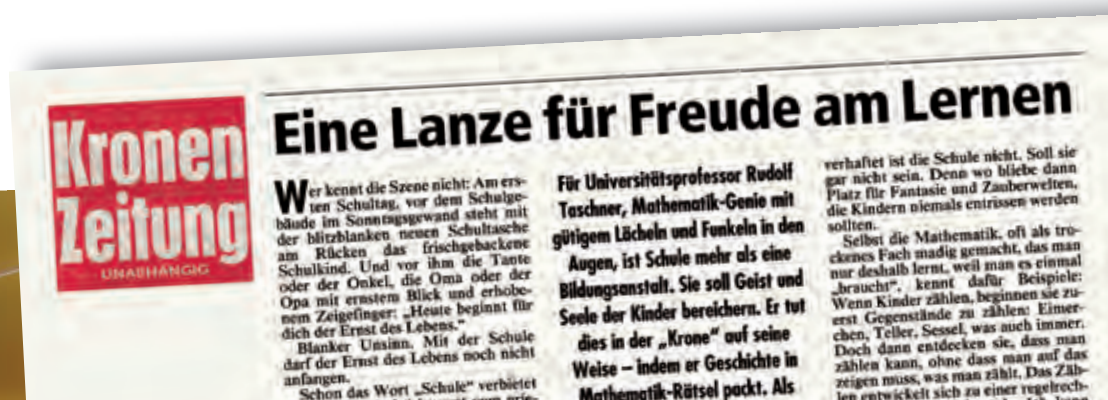 Kronen
Zeitung
UNABHÄNGIG
Eine Lanze für Freude am Lernen
Wer kennt die Szene nicht: Am ers-
ten Schultag, vor dem Schulge-
bäude im Sonntagsgewand steht mit
der blitzblanken neuen Schultasche
am Rücken das frischgebackene
Schulkind. Und vor ihm die Tante
oder der Onkel, die Oma oder der
Opa mit ernstem Blick und erhobe-
nem Zeigefinger: „Heute beginnt für
dich der Ernst des Lebens.“
Blanker Unsinn. Mit der Schule
darf der Ernst des Lebens noch nicht
anfangen.
Schon das Wort „Schule“ verbietet
Für Universitätsprofessor Rudolf
Taschner, Mathematik-Genie mit
gütigem Lächeln und Funkeln in den
Augen, ist Schule mehr als eine
Bildungsanstalt. Sie soll Geist und
Seele der Kinder bereichern. Er tut
dies in der „Krone“ auf seine
Weise – indem er Geschichte in
Mathematik-Rätsel packt. Als
verhaftet ist die Schule nicht. Soll sie
gar nicht sein. Denn wo bliebe dann
Platz für Fantasie und Zauberwelten,
die Kindern niemals entrissen werden
sollten.
Selbst die Mathematik, oft als tro-
ckenes Fach madig gemacht, das man
nur deshalb lernt, weil man es einmal
„braucht“, kennt dafür Beispiele:
Wenn Kinder zählen, beginnen sie zu-
erst Gegenstände zu zählen: Eimer-
chen, Teller, Sessel, was auch immer.
Doch dann entdecken sie, dass man
zählen kann, ohne dass man auf das
zeigen muss, was man zählt. Das Zäh-
len entwickelt sich zu einer regelrech-